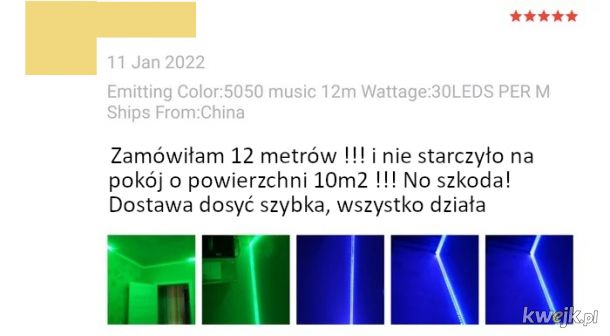 11 Jan 2022
Emitting Color:5050 music 12m Wattage:30LEDS PER M
Ships From:China
Zamówiłam 12 metrów !!! i nie starczyło na
pokój o powierzchni 10m2 !!! No szkoda!
Dostawa dosyć szybka, wszystko działa
kwejk.pl